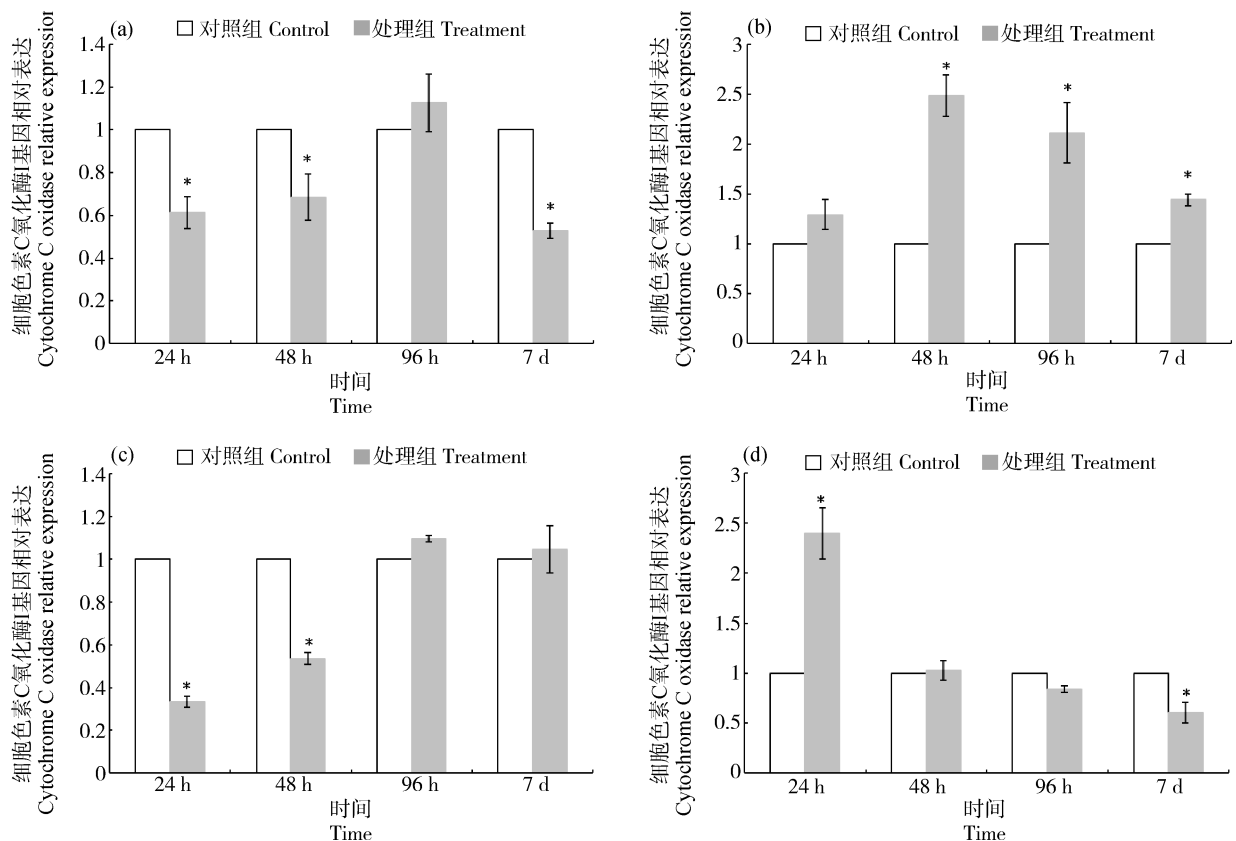 (a)
对照组 Control 处理组 Treatment
细胞色素C氧化酶I基因相对表达
Cytochrome C oxidase relative expression
1.4
1.2
1
0.8
0.6
0.4
0.2
0
*
*
*
24 h 48 h 96 h 7 d
时间
Time
(b)
对照组 Control 处理组 Treatment
细胞色素C氧化酶I基因相对表达
Cytochrome C oxidase relative expression
3
2.5
2
1.5
1
0.5
0
*
*
*
24 h 48 h 96 h 7 d
时间
Time
(c)
对照组 Control 处理组 Treatment
细胞色素C氧化酶I基因相对表达
Cytochrome C oxidase relative expression
1.4
1.2
1
0.8
0.6
0.4
0.2
0
*
*
24 h 48 h 96 h 7 d
时间
Time
(d)
对照组 Control 处理组 Treatment
细胞色素C氧化酶I基因相对表达
Cytochrome C oxidase relative expression
3
2.5
2
1.5
1
0.5
0
*
*
24 h 48 h 96 h 7 d
时间
Time